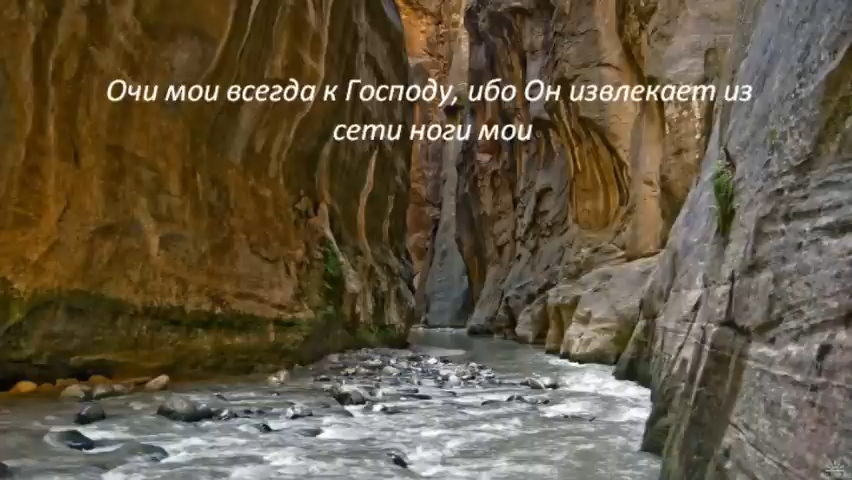 Очи мои всегда к Господу, ибо Он извлекает из
сети ноги мои